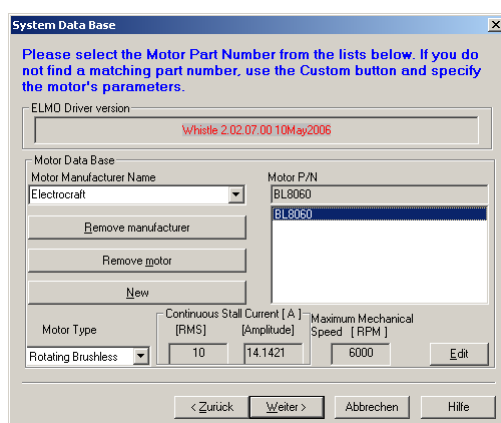 System Data Base
Please select the Motor Part Number from the lists below. If you do
not find a matching part number, use the Custom button and specify
the motor's parameters.
ELMO Driver version
Whistle 2.02.07.00 10May2006
Motor Data Base
Motor Manufacturer Name
Motor P/N
Electrocraft
BL8060
BL8060
Remove manufacturer
Remove motor
New
Continuous Stall Current [ A ]
Maximum Mechanical
Motor Type
[RMS]
[Amplitude]
Speed [ RPM ]
Rotating Brushless
10
14.1421
6000
Edit
< Zurück
Weiter >
Abbrechen
Hilfe